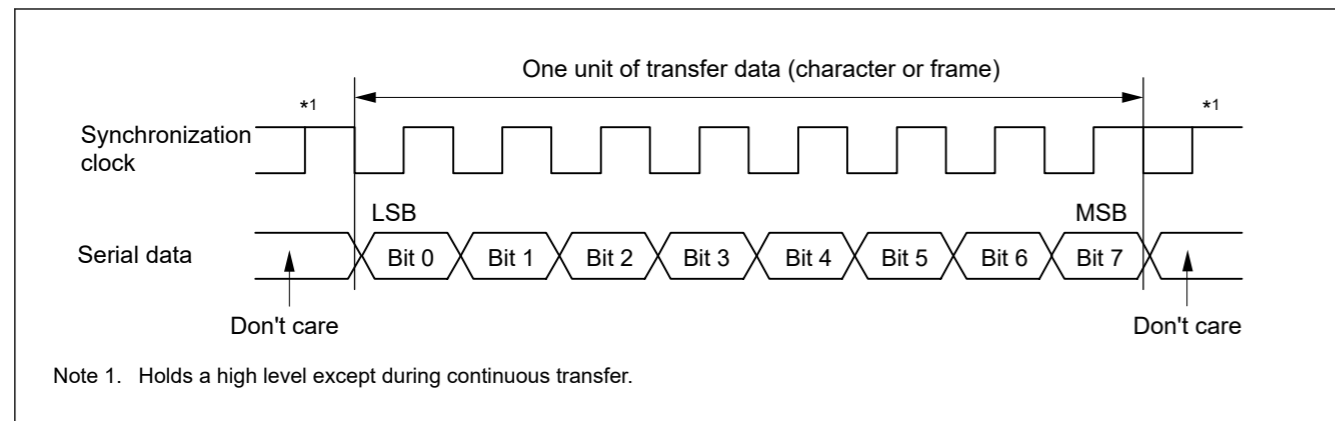 One unit of transfer data (character or frame)
*1
*1
Synchronization
clock
LSB
MSB
Serial data
Bit 0 Bit 1 Bit 2 Bit 3 Bit 4 Bit 5 Bit 6 Bit 7
Don't care
Don't care
Note 1. Holds a high level except during continuous transfer.